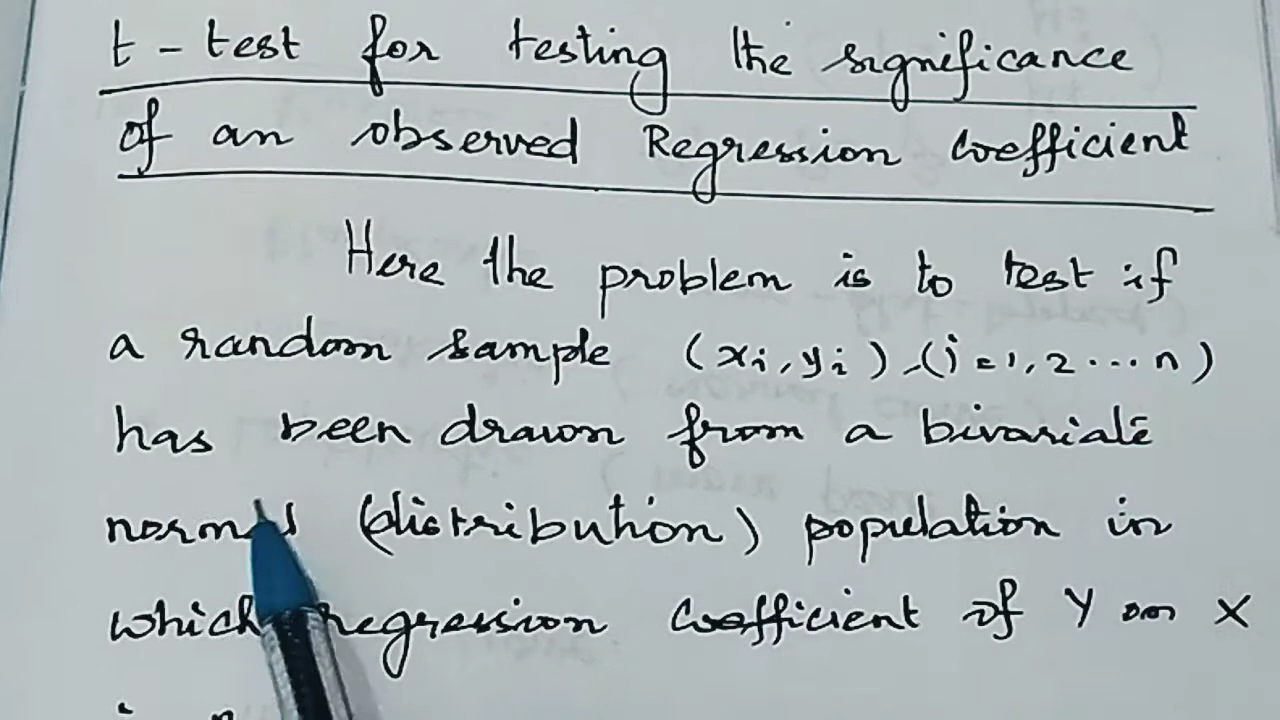 t - test for testing the significance
of an observed Regression coefficient
Here the problem is to test if
a random sample (xi, yi), (i = 1, 2 ... n)
has been drawn from a bivariate
normal (distribution) population in
which regression coefficient of Y on X